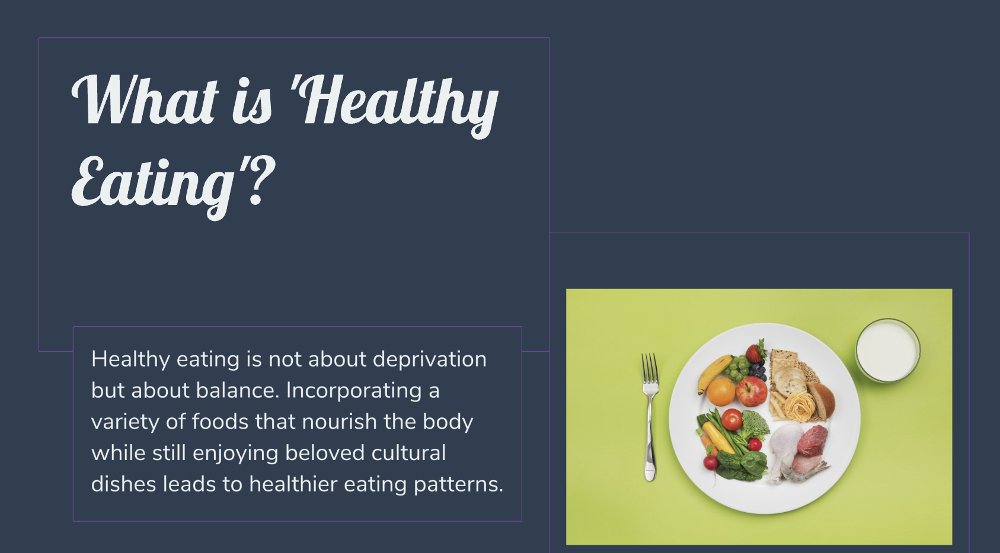 What is 'Healthy
Eating'?
Healthy eating is not about deprivation
but about balance. Incorporating a
variety of foods that nourish the body
while still enjoying beloved cultural
dishes leads to healthier eating patterns.